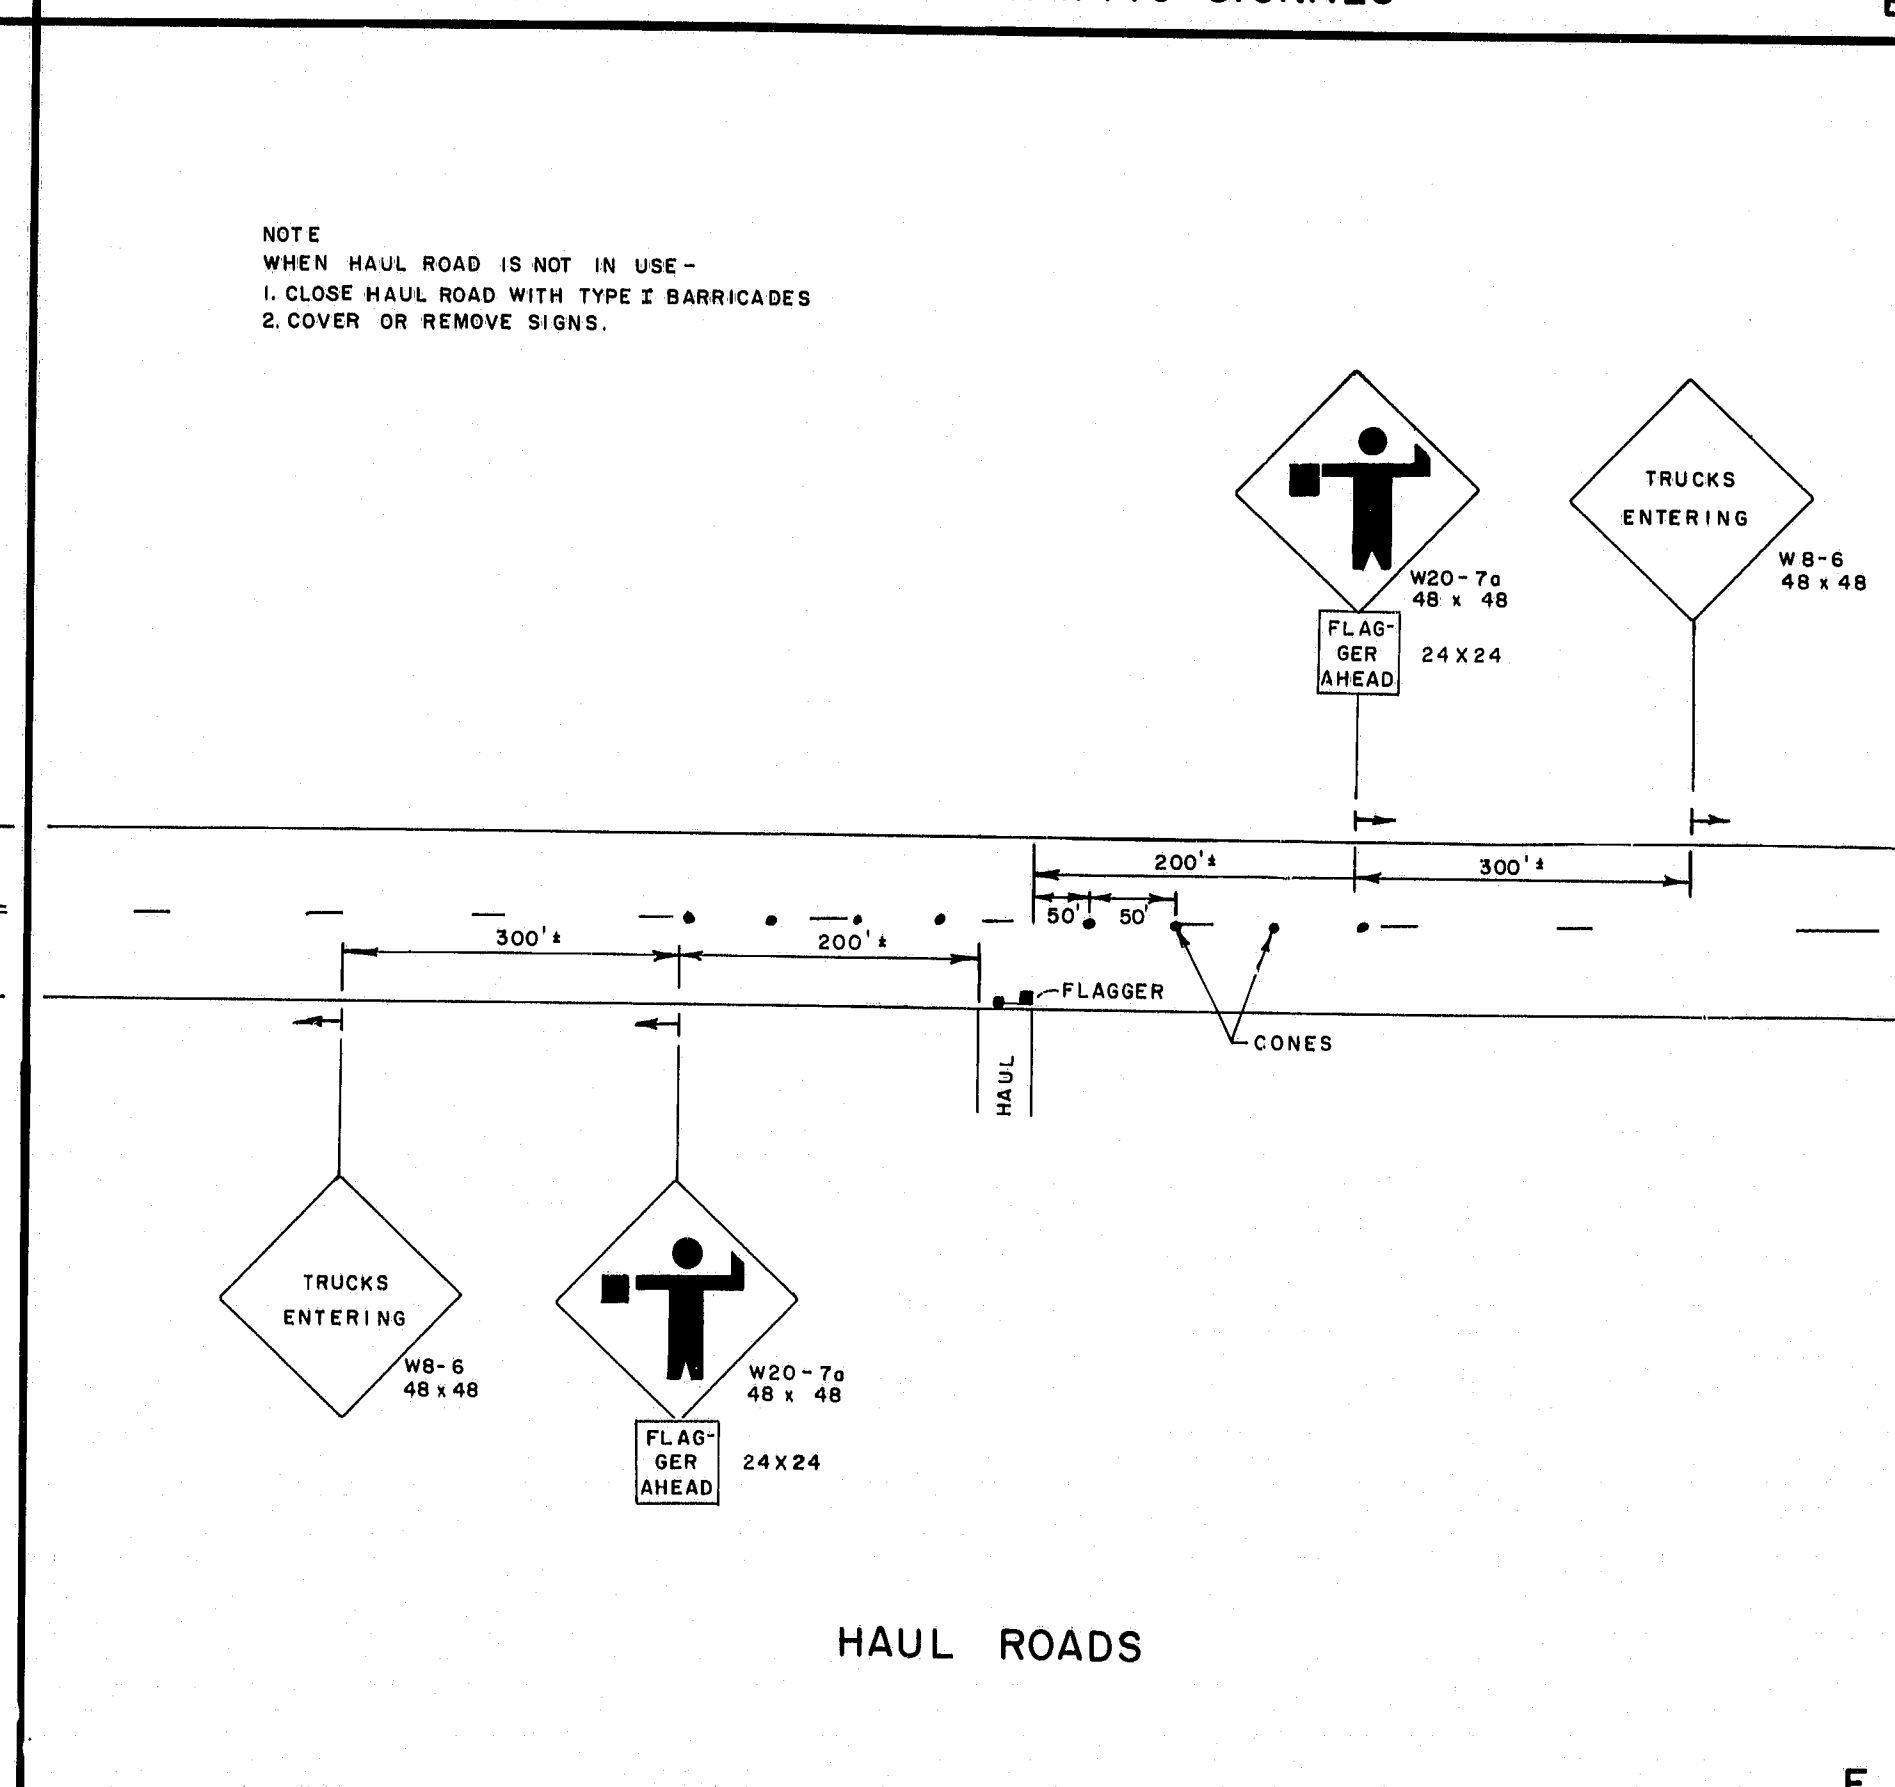 NOTE
WHEN HAUL ROAD IS NOT IN USE-
1. CLOSE HAUL ROAD WITH TYPE I BARRICADES
2. COVER OR REMOVE SIGNS.
TRUCKS
ENTERING
W8-6
48 x 48
W20-7a
48 x 48
FLAG-
GER
AHEAD
24X24
200'±
300'±
50'
50'
300'±
200'±
FLAGGER
CONES
HAUL
TRUCKS
ENTERING
W8-6
48 x 48
W20-7a
48 x 48
FLAG-
GER
AHEAD
24X24
HAUL ROADS